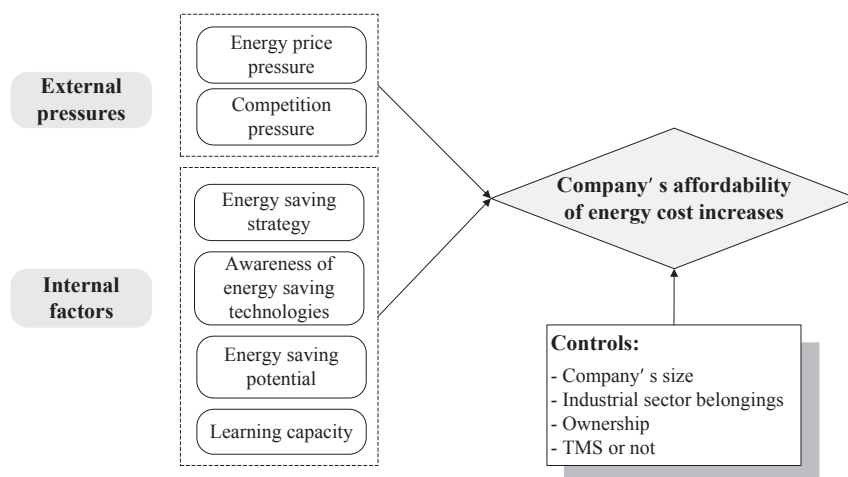 External
pressures
Energy price
pressure
Competition
pressure
Internal
factors
Energy saving
strategy
Awareness of
energy saving
technologies
Energy saving
potential
Learning capacity
Company′ s affordability
of energy cost increases
Controls:
- Company′ s size
- Industrial sector belongings
- Ownership
- TMS or not